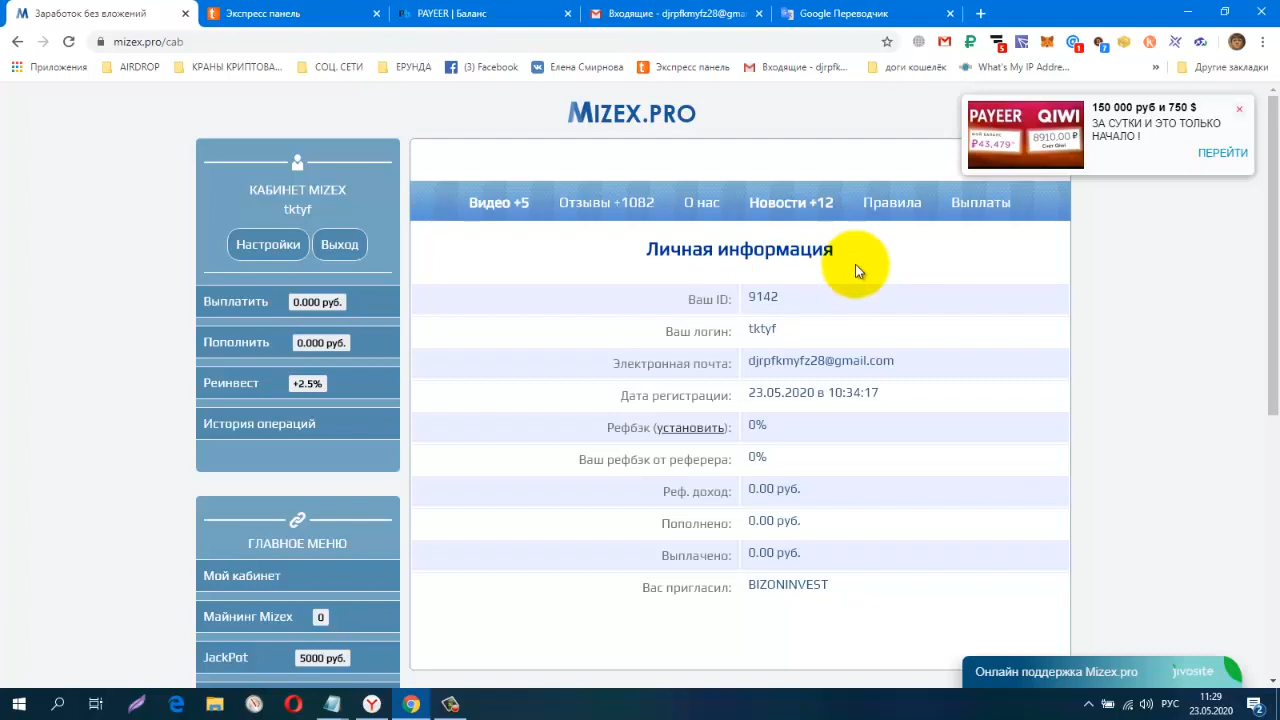 Заработок без вложений
Экспресс панель
PAYEER | Баланс
Входящие - djrpfkmyfz28@gma
Google Переводчик
mizex.pro/cab
Приложения
AIRDROP
КРАНЫ КРИПТОВА...
СОЦ. СЕТИ
ЕРУНДА
(3) Facebook
Елена Смирнова
Экспресс панель
Входящие - djrpfk...
доги кошелёк
What's My IP Addre...
Другие закладки
MIZEX.PRO
PAYEER QIWI
₽43,479
8910,00 ₽
150 000 руб и 750 $
ЗА СУТКИ И ЭТО ТОЛЬКО
НАЧАЛО !
ПЕРЕЙТИ
КАБИНЕТ MIZEX
tktyf
Настройки
Выход
Выплатить 0.000 руб.
Пополнить 0.000 руб.
Реинвест +2.5%
История операций
ГЛАВНОЕ МЕНЮ
Мой кабинет
Майнинг Mizex 0
JackPot 5000 руб.
Видео +5
Отзывы +1082
О нас
Новости +12
Правила
Выплаты
Личная информация
Ваш ID: 9142
Ваш логин: tktyf
Электронная почта: djrpfkmyfz28@gmail.com
Дата регистрации: 23.05.2020 в 10:34:17
Рефбэк (установить): 0%
Ваш рефбэк от реферера: 0%
Реф. доход: 0.00 руб.
Пополнено: 0.00 руб.
Выплачено: 0.00 руб.
Вас пригласил: BIZONINVEST
Онлайн поддержка Mizex.pro
jivosite
РУС
11:29
23.05.2020